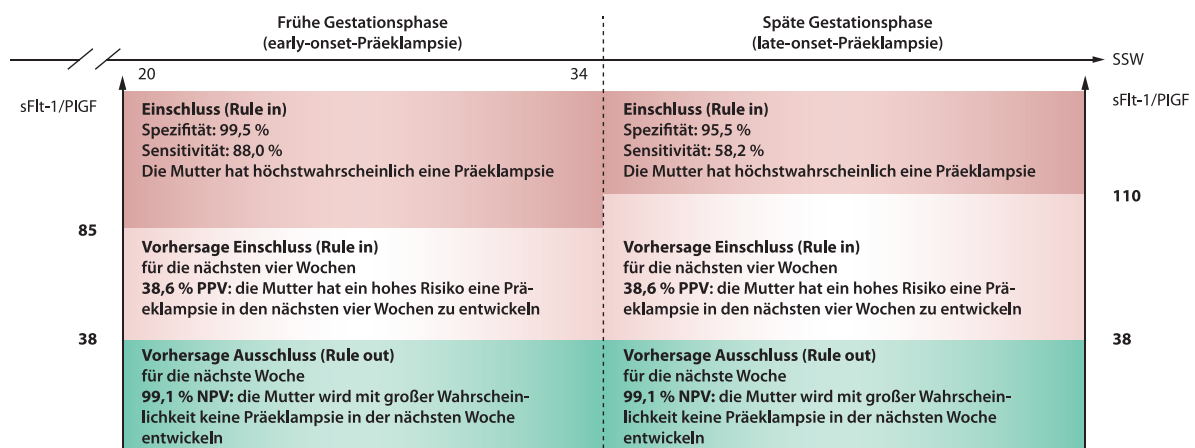 Frühe Gestationsphase
(early-onset-Präeklampsie)
Späte Gestationsphase
(late-onset-Präeklampsie)
SSW
20
34
sFlt-1/PlGF
sFlt-1/PlGF
Einschluss (Rule in)
Spezifität: 99,5 %
Sensitivität: 88,0 %
Die Mutter hat höchstwahrscheinlich eine Präeklampsie
Einschluss (Rule in)
Spezifität: 95,5 %
Sensitivität: 58,2 %
Die Mutter hat höchstwahrscheinlich eine Präeklampsie
110
85
Vorhersage Einschluss (Rule in)
für die nächsten vier Wochen
38,6 % PPV: die Mutter hat ein hohes Risiko eine Prä-
eklampsie in den nächsten vier Wochen zu entwickeln
Vorhersage Einschluss (Rule in)
für die nächsten vier Wochen
38,6 % PPV: die Mutter hat ein hohes Risiko eine Prä-
eklampsie in den nächsten vier Wochen zu entwickeln
38
38
Vorhersage Ausschluss (Rule out)
für die nächste Woche
99,1 % NPV: die Mutter wird mit großer Wahrschein-
lichkeit keine Präeklampsie in der nächsten Woche
entwickeln
Vorhersage Ausschluss (Rule out)
für die nächste Woche
99,1 % NPV: die Mutter wird mit großer Wahrschein-
lichkeit keine Präeklampsie in der nächsten Woche
entwickeln